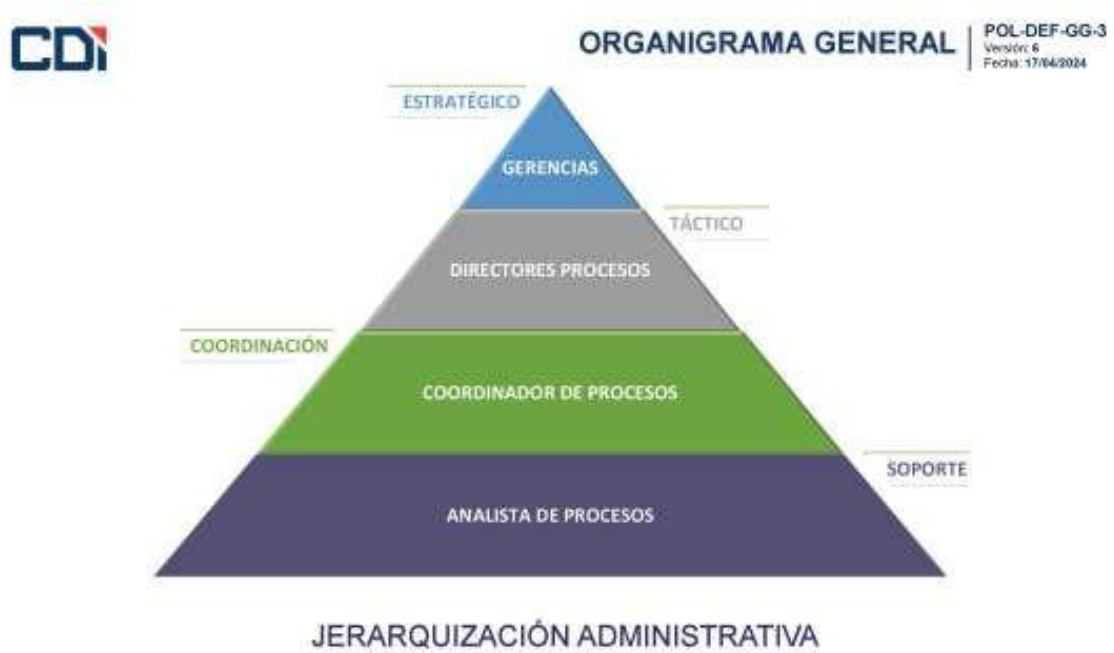 CDi
ORGANIGRAMA GENERAL
POL-DEF-GG-3
Versión: 6
Fecha: 17/04/2024
ESTRATÉGICO
GERENCIAS
TÁCTICO
DIRECTORES PROCESOS
COORDINACIÓN
COORDINADOR DE PROCESOS
SOPORTE
ANALISTA DE PROCESOS
JERARQUIZACIÓN ADMINISTRATIVA